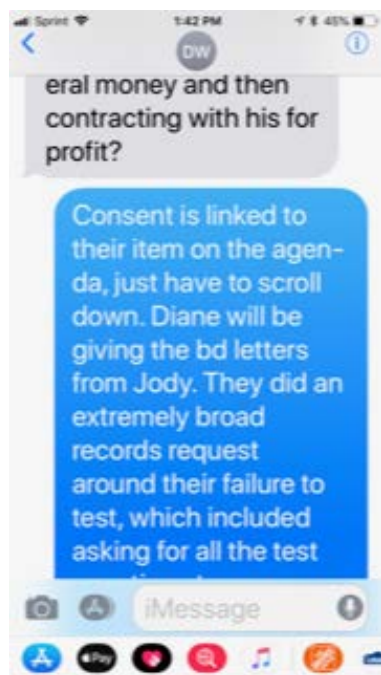 Sprint 1:42 PM 45%
DW
eral money and then
contracting with his for
profit?
Consent is linked to
their item on the agen-
da, just have to scroll
down. Diane will be
giving the bd letters
from Jody. They did an
extremely broad
records request
around their failure to
test, which included
asking for all the test
iMessage
Pay